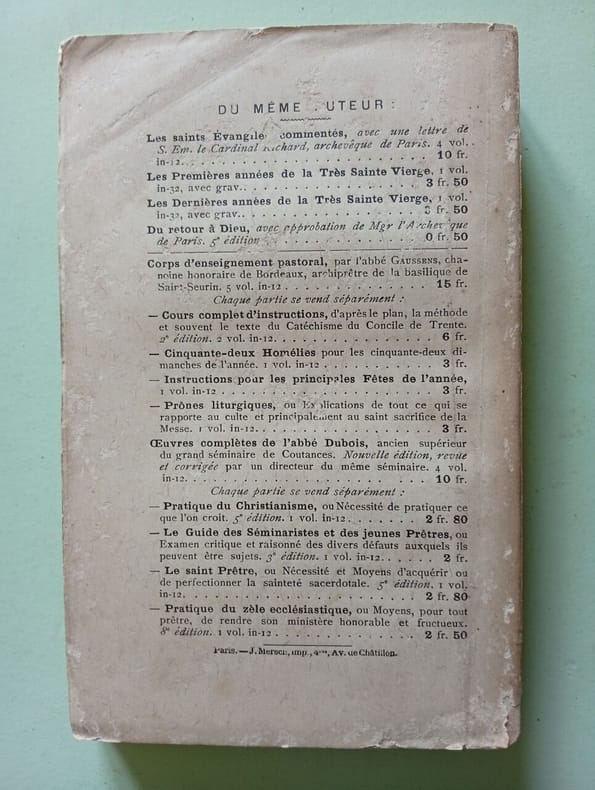 DU MÊME UTEUR :
Les saints Évangile commentés, avec une lettre de
S. Em. le Cardinal Richard, archevêque de Paris. 4 vol.
in-12. . . . . . . . . . . . . . . . . . . . . 10 fr.
Les Premières années de la Très Sainte Vierge, 1 vol.
in-32, avec grav.. . . . . . . . . . . . . . . 3 fr. 50
Les Dernières années de la Très Sainte Vierge, 1 vol.
in-32, avec grav.. . . . . . . . . . . . . . . fr. 50
Du retour à Dieu, avec approbation de Mgr l'Archevêque
de Paris. 5e édition . . . . . . . . . . . . . 0 fr. 50
Corps d'enseignement pastoral, par l'abbé GAUSSENS, cha-
noine honoraire de Bordeaux, archiprêtre de la basilique de
Saint-Seurin. 5 vol. in-12 . . . . . . . . . . . 15 fr.
Chaque partie se vend séparément :
— Cours complet d'instructions, d'après le plan, la méthode
et souvent le texte du Catéchisme du Concile de Trente.
2e édition. 2 vol. in-12. . . . . . . . . . . . . 6 fr.
— Cinquante-deux Homélies pour les cinquante-deux di-
manches de l'année. 1 vol. in-12 . . . . . . . . 3 fr.
— Instructions pour les principales Fêtes de l'année,
1 vol. in-12 . . . . . . . . . . . . . . . . . . 3 fr.
— Prônes liturgiques, ou Explications de tout ce qui se
rapporte au culte et principalement au saint sacrifice de la
Messe. 1 vol. in-12. . . . . . . . . . . . . . . 3 fr.
Œuvres complètes de l'abbé Dubois, ancien supérieur
du grand séminaire de Coutances. Nouvelle édition, revue
et corrigée par un directeur du même séminaire. 4 vol.
in-12. . . . . . . . . . . . . . . . . . . . . 10 fr.
Chaque partie se vend séparément :
— Pratique du Christianisme, ou Nécessité de pratiquer ce
que l'on croit. 5e édition. 1 vol. in-12. . . . . . . 2 fr. 80
— Le Guide des Séminaristes et des jeunes Prêtres, ou
Examen critique et raisonné des divers défauts auxquels ils
peuvent être sujets. 3e édition. 1 vol. in-12. . . . . . 2 fr.
— Le saint Prêtre, ou Nécessité et Moyens d'acquérir ou
de perfectionner la sainteté sacerdotale. 5e édition. 1 vol.
in-12. . . . . . . . . . . . . . . . . . . . . 2 fr. 80
— Pratique du zèle ecclésiastique, ou Moyens, pour tout
prêtre, de rendre son ministère honorable et fructueux.
8e édition. 1 vol. in-12 . . . . . . . . . . . . . 2 fr. 50
Paris. — J. Mersch, imp., Av. de Châtillon.